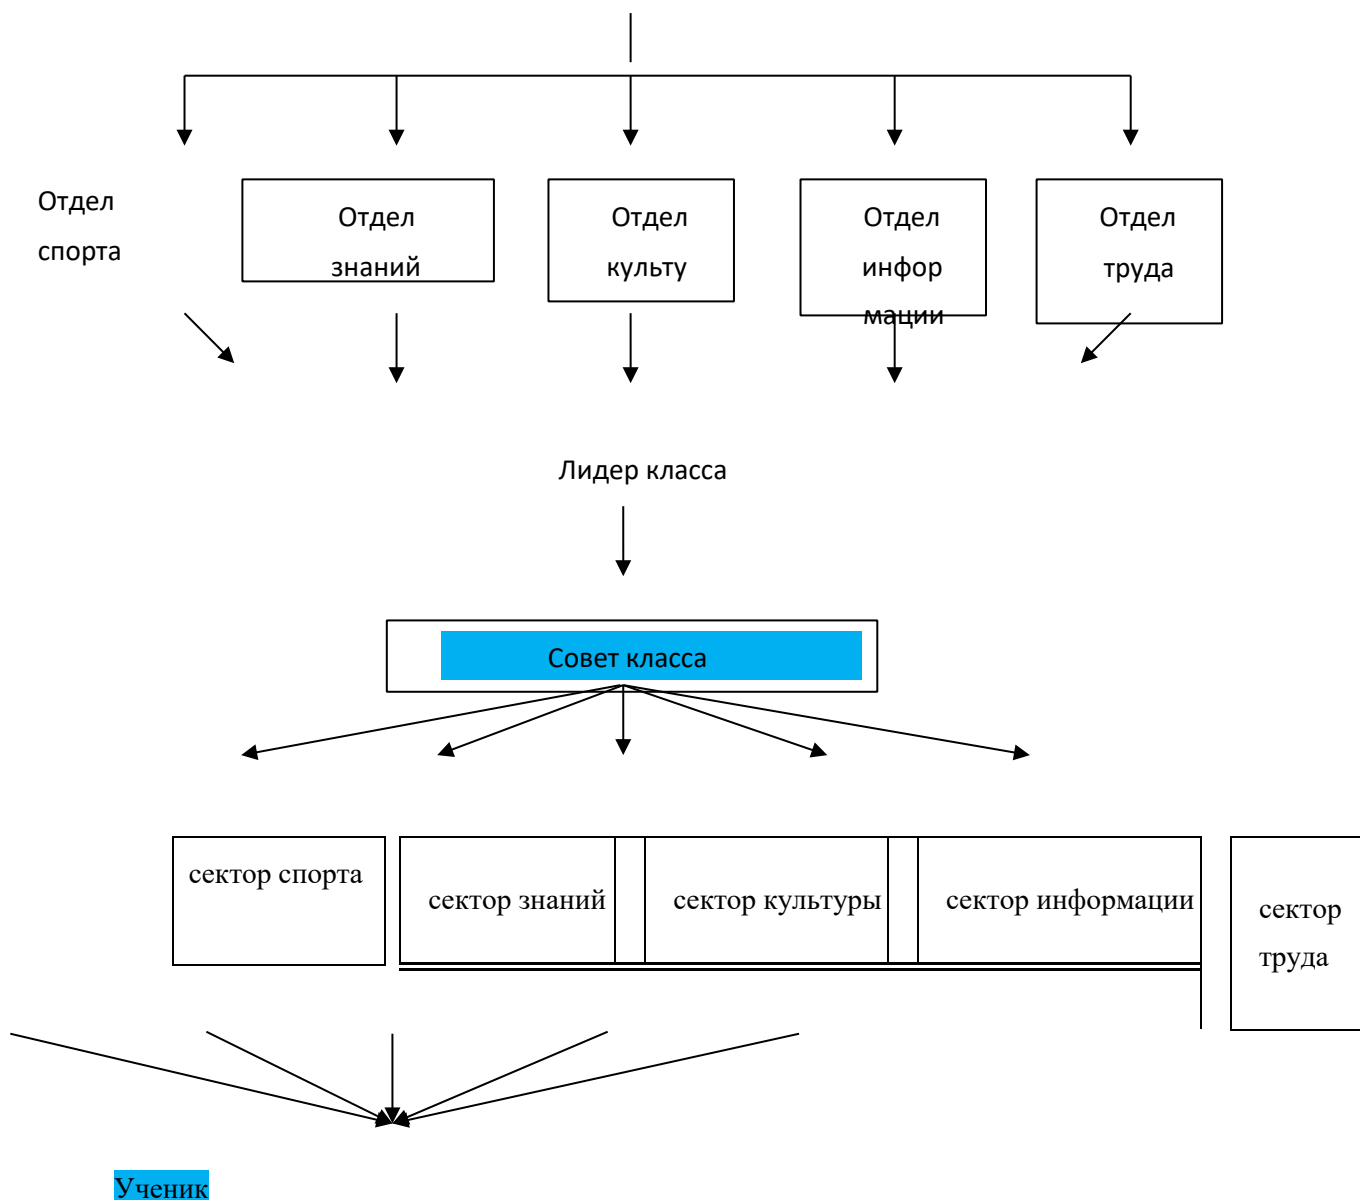 Отдел
спорта
Отдел
знаний
Отдел
культу
Отдел
инфор
мации
Отдел
труда
Лидер класса
Совет класса
сектор спорта
сектор знаний
сектор культуры
сектор информации
сектор
труда
Ученик